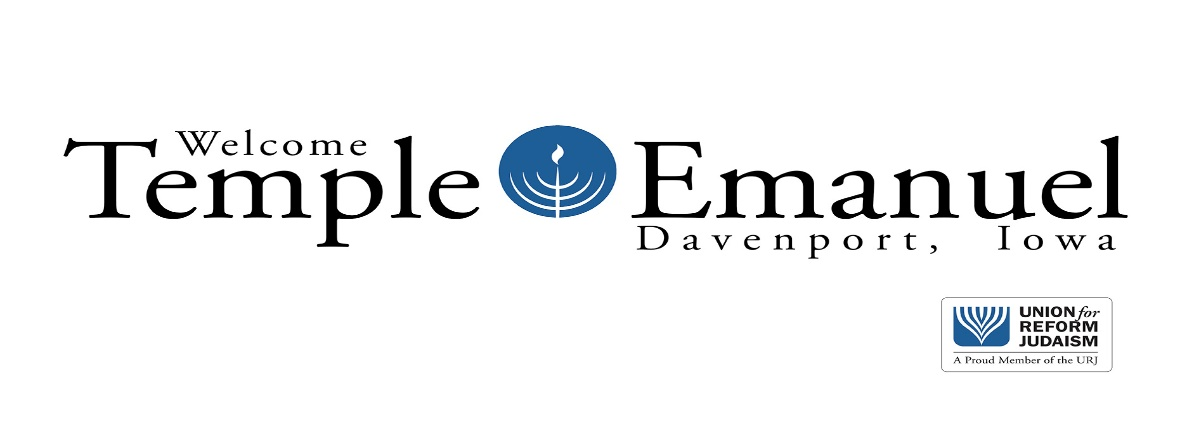 Welcome
Temple Emanuel
Davenport, Iowa
UNION for
REFORM
JUDAISM
A Proud Member of the URJ